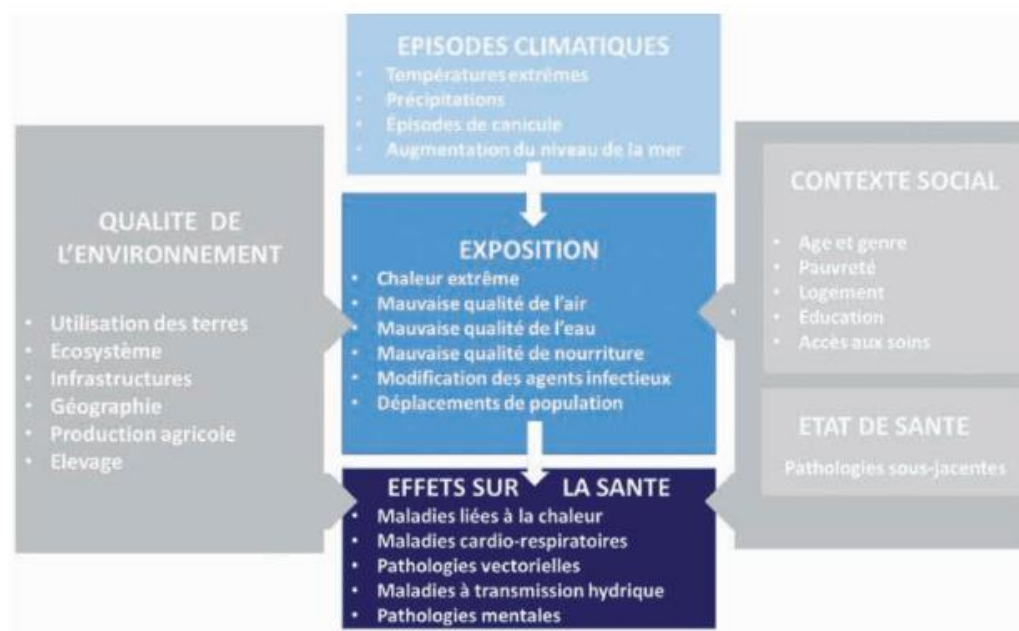 EPISODES CLIMATIQUES
• Températures extrêmes
• Précipitations
• Episodes de canicule
• Augmentation du niveau de la mer
QUALITE DE
L'ENVIRONNEMENT
• Utilisation des terres
• Ecosystème
• Infrastructures
• Géographie
• Production agricole
• Elevage
EXPOSITION
• Chaleur extrême
• Mauvaise qualité de l'air
• Mauvaise qualité de l'eau
• Mauvaise qualité de nourriture
• Modification des agents infectieux
• Déplacements de population
CONTEXTE SOCIAL
• Age et genre
• Pauvreté
• Logement
• Education
• Accès aux soins
ETAT DE SANTE
Pathologies sous-jacentes
EFFETS SUR LA SANTE
• Maladies liées à la chaleur
• Maladies cardio-respiratoires
• Pathologies vectorielles
• Maladies à transmission hydrique
• Pathologies mentales